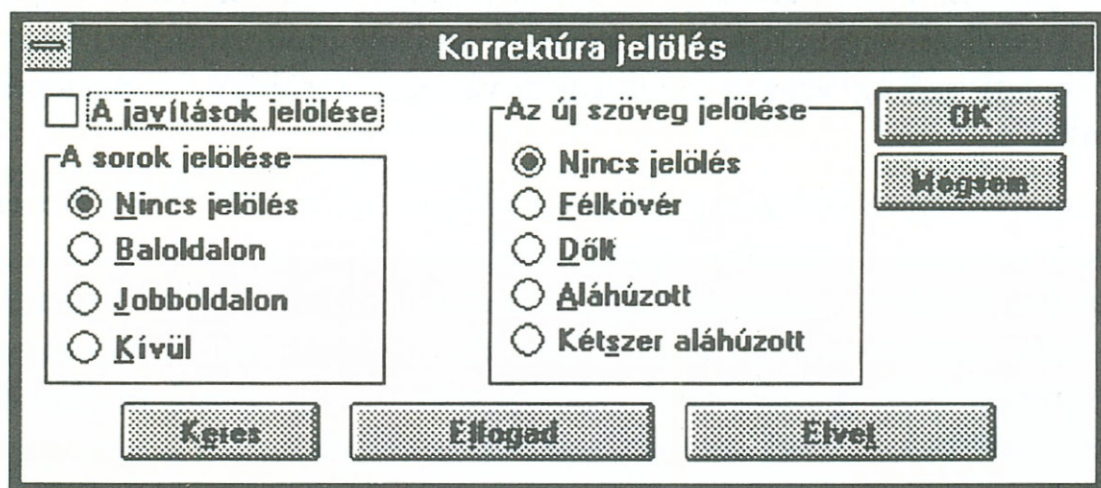 Korrektúra jelölés
A javítások jelölése
A sorok jelölése
Nincs jelölés
Baloldalon
Jobboldalon
Kívül
Az új szöveg jelölése
Nincs jelölés
Félkövér
Dőlt
Aláhúzott
Kétszer aláhúzott
OK
Mégsem
Keres
Elfogad
Elvet